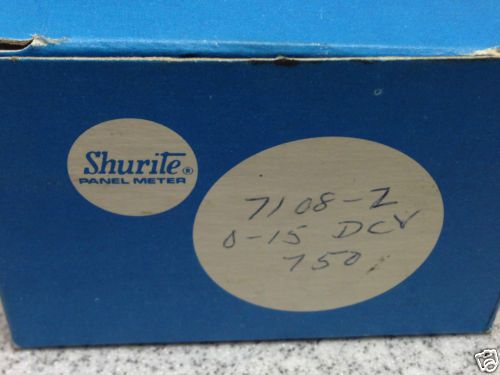 Shurite®
PANEL METER
7108-Z
0-15 DCV
750